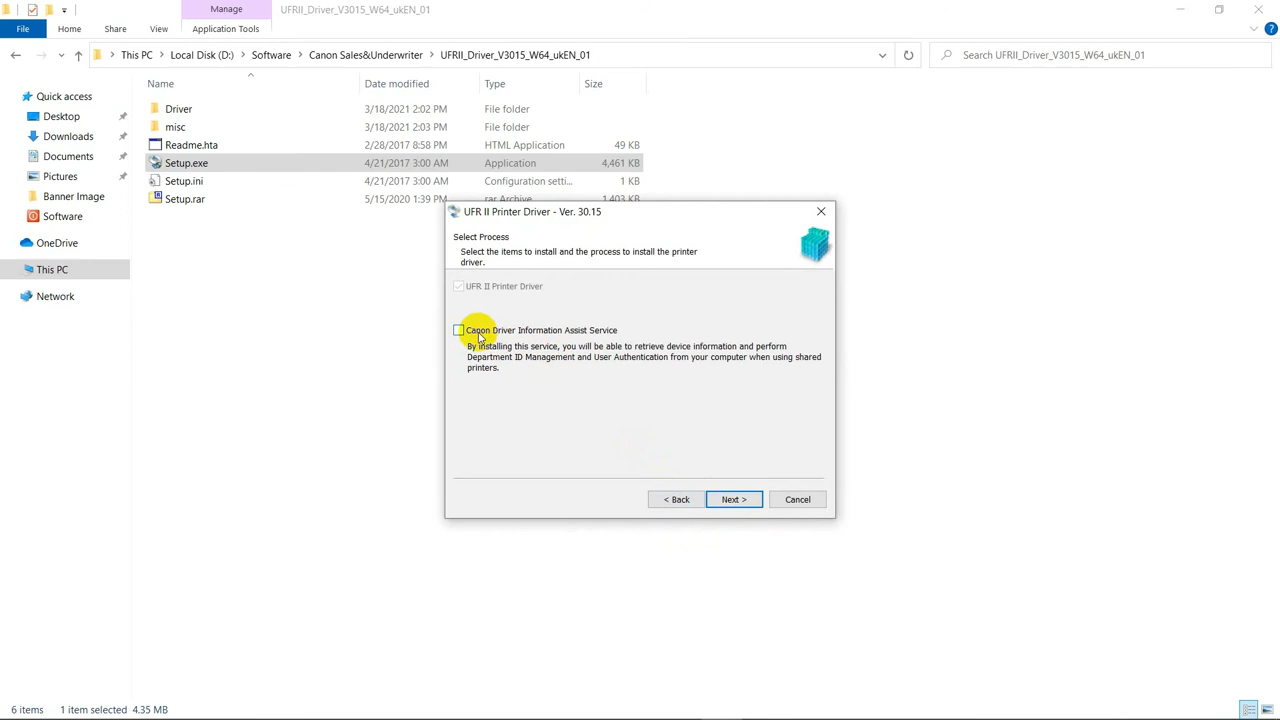 Manage
UFRII_Driver_V3015_W64_ukEN_01
File
Home
Share
View
Application Tools
This PC
Local Disk (D:)
Software
Canon Sales&Underwriter
UFRII_Driver_V3015_W64_ukEN_01
Search UFRII_Driver_V3015_W64_ukEN_01
Name
Date modified
Type
Size
Quick access
Desktop
Downloads
Documents
Pictures
Banner Image
Software
OneDrive
This PC
Network
Driver 3/18/2021 2:02 PM File folder
misc 3/18/2021 2:03 PM File folder
Readme.hta 2/28/2017 8:58 PM HTML Application 49 KB
Setup.exe 4/21/2017 3:00 AM Application 4,461 KB
Setup.ini 4/21/2017 3:00 AM Configuration setti... 1 KB
Setup.rar 5/15/2020 1:39 PM rar Archive 1,403 KB
UFR II Printer Driver - Ver. 30.15
Select Process
Select the items to install and the process to install the printer
driver.
UFR II Printer Driver
Canon Driver Information Assist Service
By installing this service, you will be able to retrieve device information and perform
Department ID Management and User Authentication from your computer when using shared
printers.
< Back
Next >
Cancel
6 items
1 item selected 4.35 MB